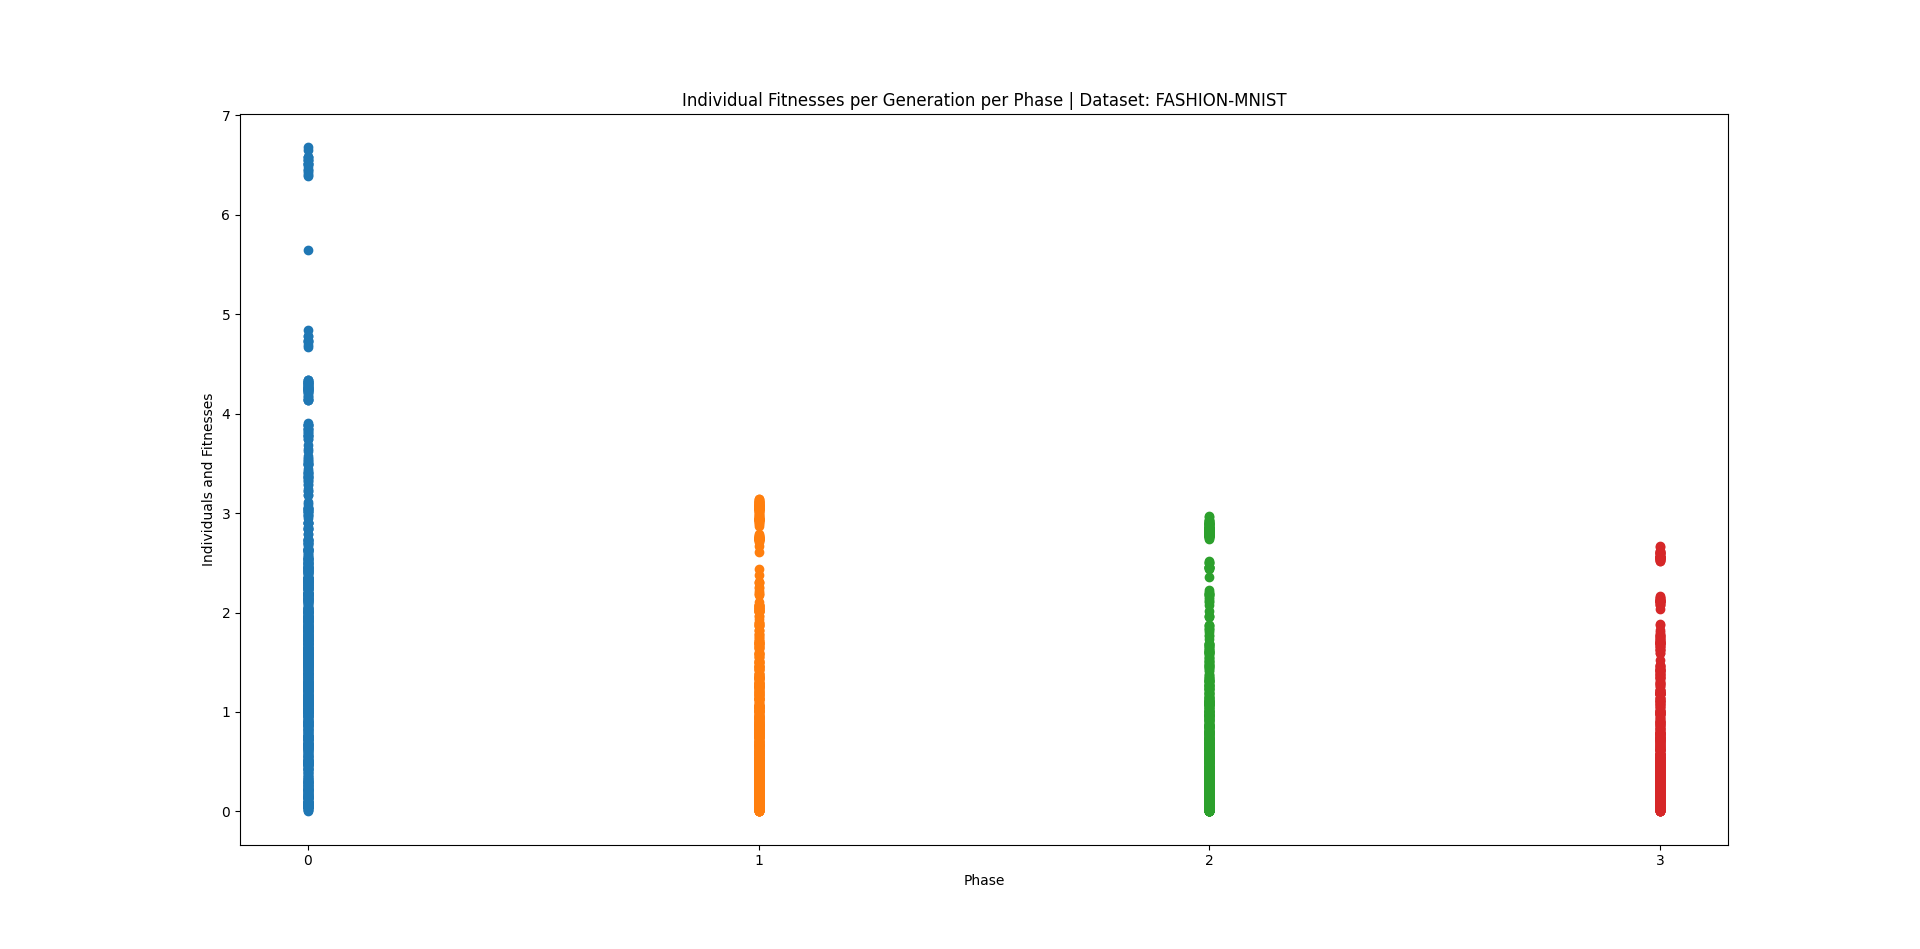 Individual Fitnesses per Generation per Phase | Dataset: FASHION-MNIST
7
6
5
4
3
2
1
0
Individuals and Fitnesses
0 1 2 3
Phase